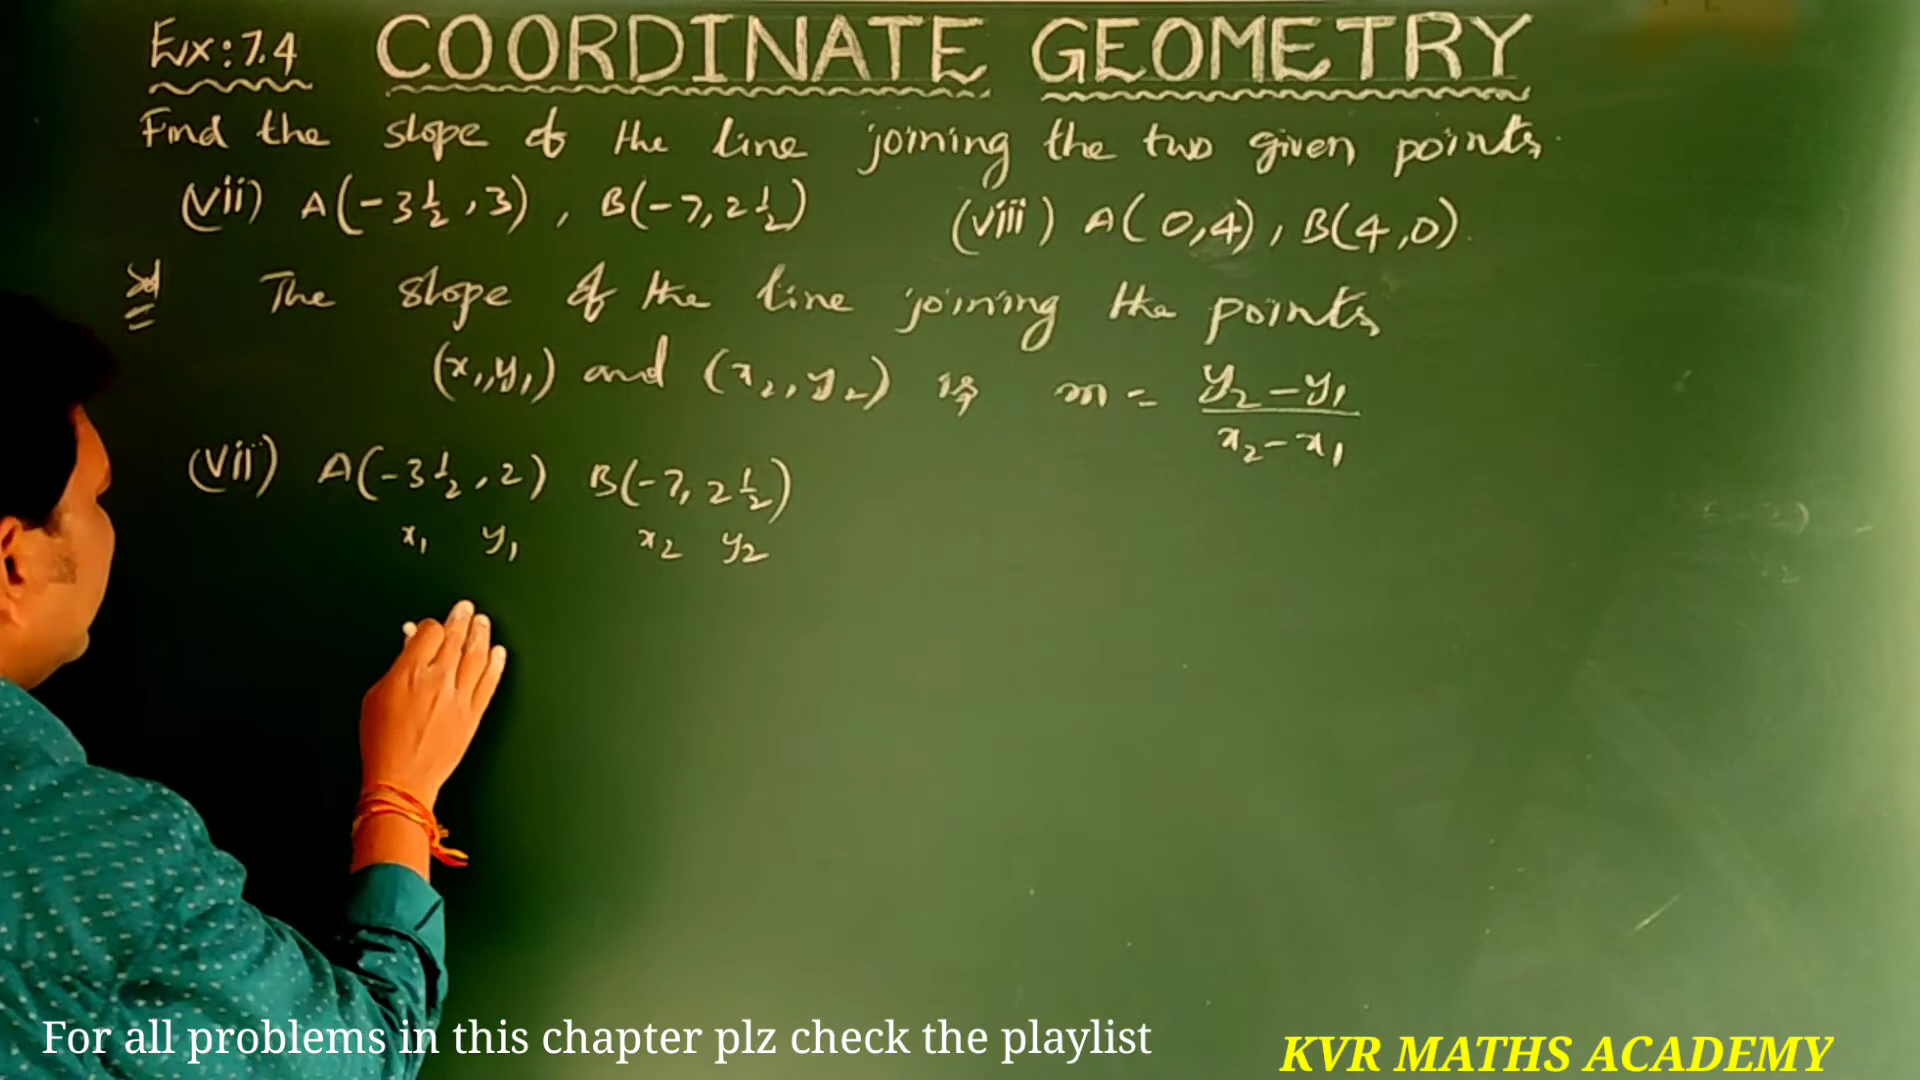 Ex: 7.4 COORDINATE GEOMETRY
Find the slope of the line joining the two given points.
(vii) A(-3½, 3), B(-7, 2½) (viii) A(0,4), B(4,0).
Sol The slope of the line joining the points
(x₁, y₁) and (x₂, y₂) is m = y₂ - y₁ / x₂ - x₁
(vii) A(-3½, 2) B(-7, 2½)
x₁ y₁ x₂ y₂
For all problems in this chapter plz check the playlist
KVR MATHS ACADEMY